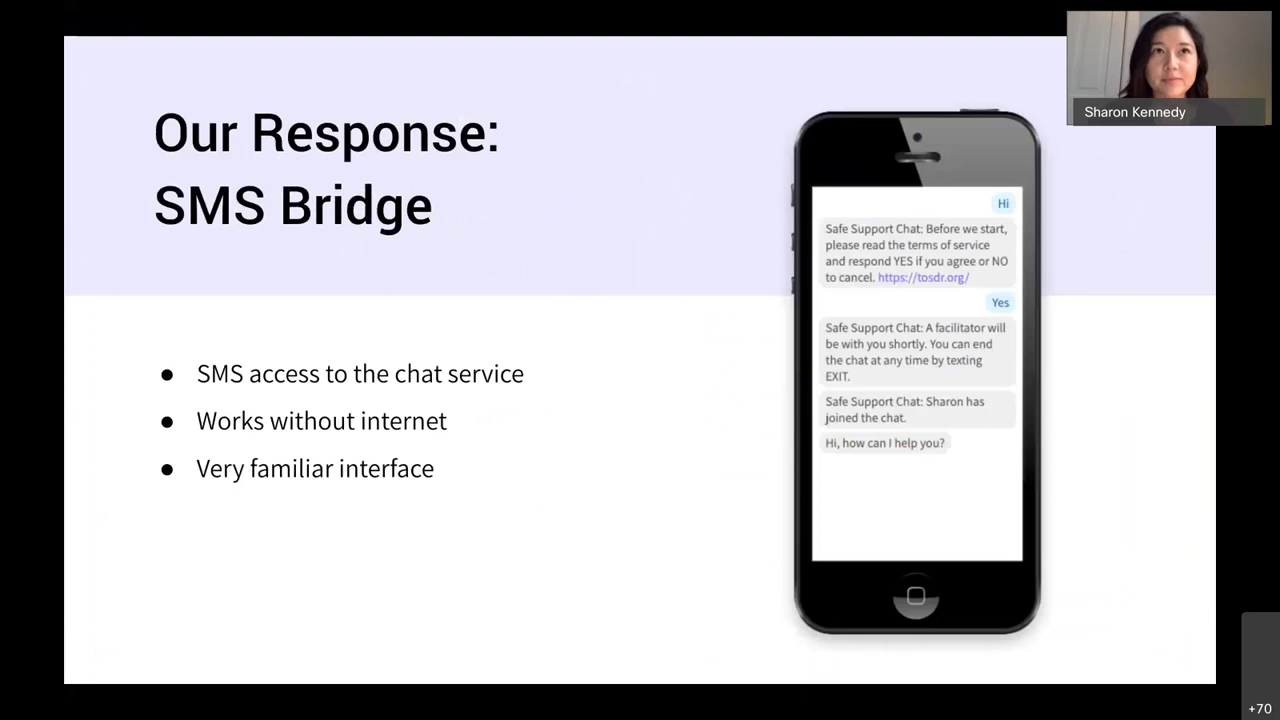 Our Response:
SMS Bridge
● SMS access to the chat service
● Works without internet
● Very familiar interface
Hi
Safe Support Chat: Before we start,
please read the terms of service
and respond YES if you agree or NO
to cancel. https://tosdr.org/
Yes
Safe Support Chat: A facilitator will
be with you shortly. You can end
the chat at any time by texting
EXIT.
Safe Support Chat: Sharon has
joined the chat.
Hi, how can I help you?
Sharon Kennedy
+70